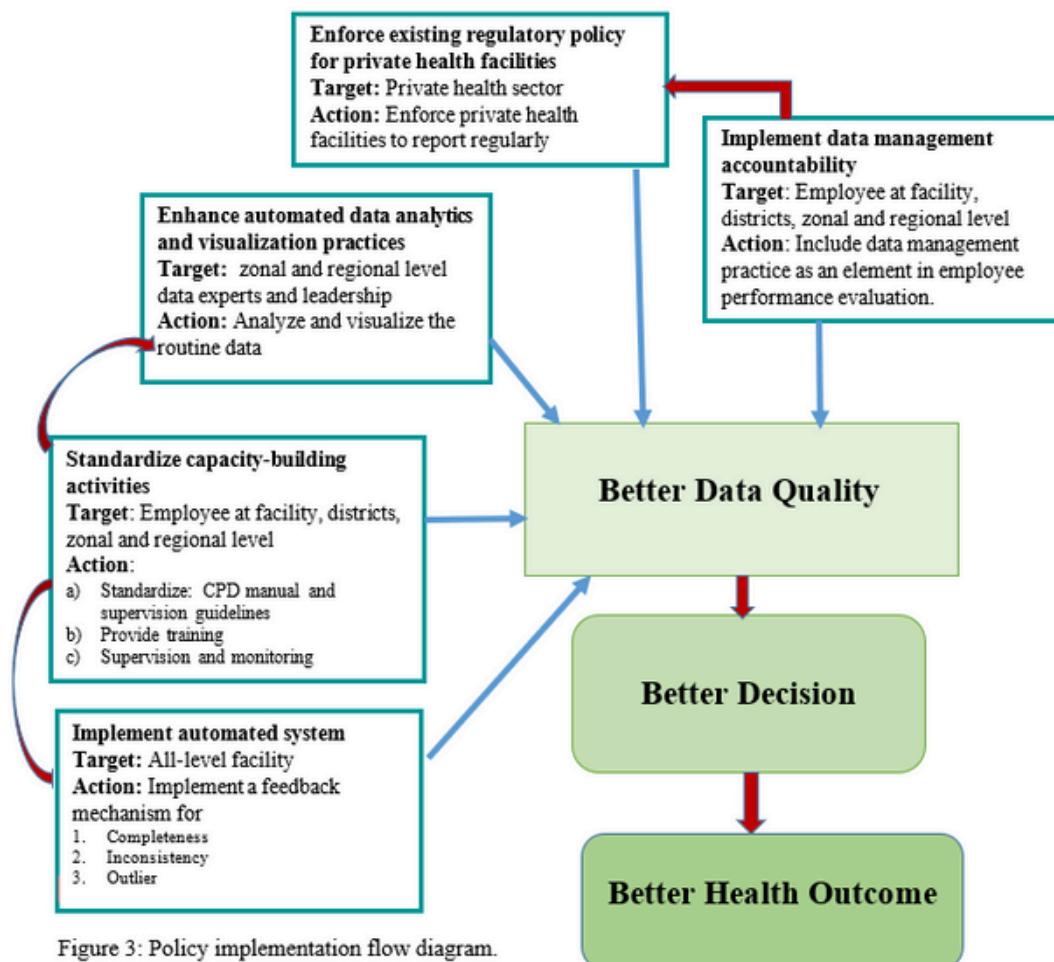 Enforce existing regulatory policy
for private health facilities
Target: Private health sector
Action: Enforce private health
facilities to report regularly
Implement data management
accountability
Target: Employee at facility,
districts, zonal and regional level
Action: Include data management
practice as an element in employee
performance evaluation.
Enhance automated data analytics
and visualization practices
Target: zonal and regional level
data experts and leadership
Action: Analyze and visualize the
routine data
Standardize capacity-building
activities
Target: Employee at facility, districts,
zonal and regional level
Action:
a) Standardize: CPD manual and
supervision guidelines
b) Provide training
c) Supervision and monitoring
Implement automated system
Target: All-level facility
Action: Implement a feedback
mechanism for
1. Completeness
2. Inconsistency
3. Outlier
Better Data Quality
Better Decision
Better Health Outcome
Figure 3: Policy implementation flow diagram.